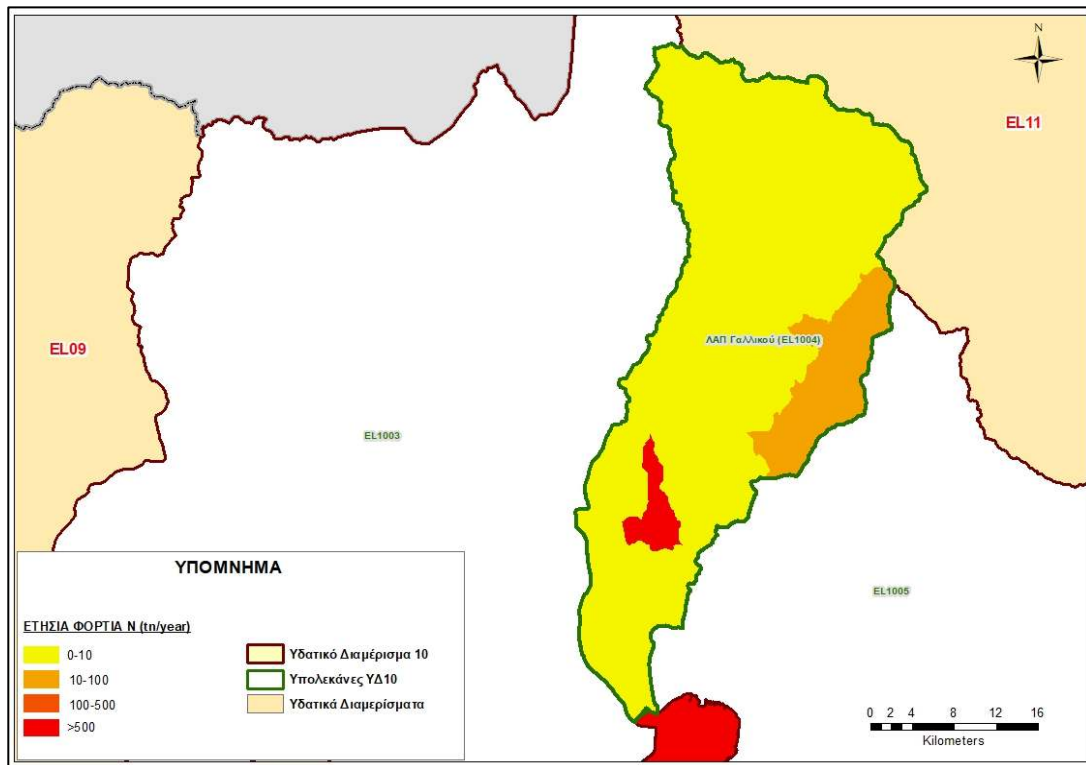 N
EL11
EL09
ΛΑΠ Γαλλικού (EL1004)
EL1003
EL1005
ΥΠΟΜΝΗΜΑ
ΕΤΗΣΙΑ ΦΟΡΤΙΑ Ν (tn/year)
0-10
10-100
100-500
>500
Υδατικό Διαμέρισμα 10
Υπολεκάνες ΥΔ10
Υδατικά Διαμερίσματα
0 2 4 8 12 16
Kilometers